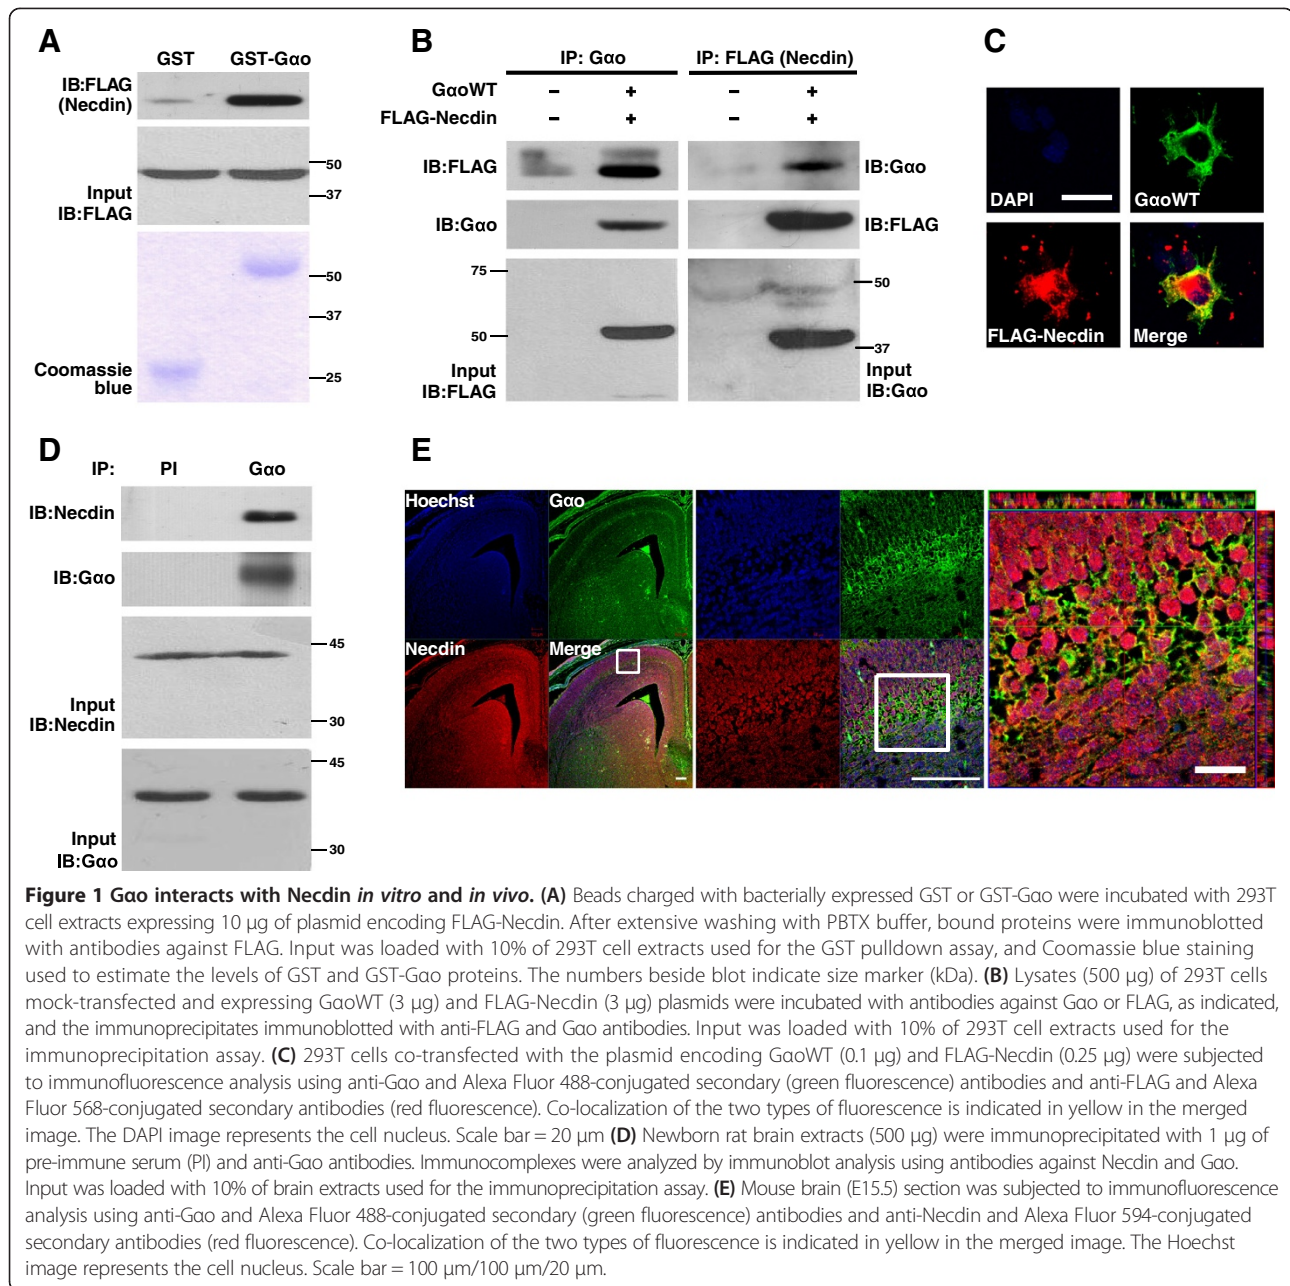 A
GST GST-Gαo
IB:FLAG
(Necdin)
50
37
Input
IB:FLAG
50
37
25
Coomassie
blue
B
IP: Gαo IP: FLAG (Necdin)
GαoWT – + – +
FLAG-Necdin – + – +
IB:FLAG IB:Gαo
IB:Gαo IB:FLAG
75
50
Input
IB:FLAG
50
37
Input
IB:Gαo
C
DAPI GαoWT
FLAG-Necdin Merge
D
IP: PI Gαo
IB:Necdin
IB:Gαo
45
30
Input
IB:Necdin
45
30
Input
IB:Gαo
E
Hoechst Gαo
Necdin Merge
Figure 1 Gαo interacts with Necdin in vitro and in vivo. (A) Beads charged with bacterially expressed GST or GST-Gαo were incubated with 293T
cell extracts expressing 10 μg of plasmid encoding FLAG-Necdin. After extensive washing with PBTX buffer, bound proteins were immunoblotted
with antibodies against FLAG. Input was loaded with 10% of 293T cell extracts used for the GST pulldown assay, and Coomassie blue staining
used to estimate the levels of GST and GST-Gαo proteins. The numbers beside blot indicate size marker (kDa). (B) Lysates (500 μg) of 293T cells
mock-transfected and expressing GαoWT (3 μg) and FLAG-Necdin (3 μg) plasmids were incubated with antibodies against Gαo or FLAG, as indicated,
and the immunoprecipitates immunoblotted with anti-FLAG and Gαo antibodies. Input was loaded with 10% of 293T cell extracts used for the
immunoprecipitation assay. (C) 293T cells co-transfected with the plasmid encoding GαoWT (0.1 μg) and FLAG-Necdin (0.25 μg) were subjected
to immunofluorescence analysis using anti-Gαo and Alexa Fluor 488-conjugated secondary (green fluorescence) antibodies and anti-FLAG and Alexa
Fluor 568-conjugated secondary antibodies (red fluorescence). Co-localization of the two types of fluorescence is indicated in yellow in the merged
image. The DAPI image represents the cell nucleus. Scale bar = 20 μm (D) Newborn rat brain extracts (500 μg) were immunoprecipitated with 1 μg of
pre-immune serum (PI) and anti-Gαo antibodies. Immunocomplexes were analyzed by immunoblot analysis using antibodies against Necdin and Gαo.
Input was loaded with 10% of brain extracts used for the immunoprecipitation assay. (E) Mouse brain (E15.5) section was subjected to immunofluorescence
analysis using anti-Gαo and Alexa Fluor 488-conjugated secondary (green fluorescence) antibodies and anti-Necdin and Alexa Fluor 594-conjugated
secondary antibodies (red fluorescence). Co-localization of the two types of fluorescence is indicated in yellow in the merged image. The Hoechst
image represents the cell nucleus. Scale bar = 100 μm/100 μm/20 μm.